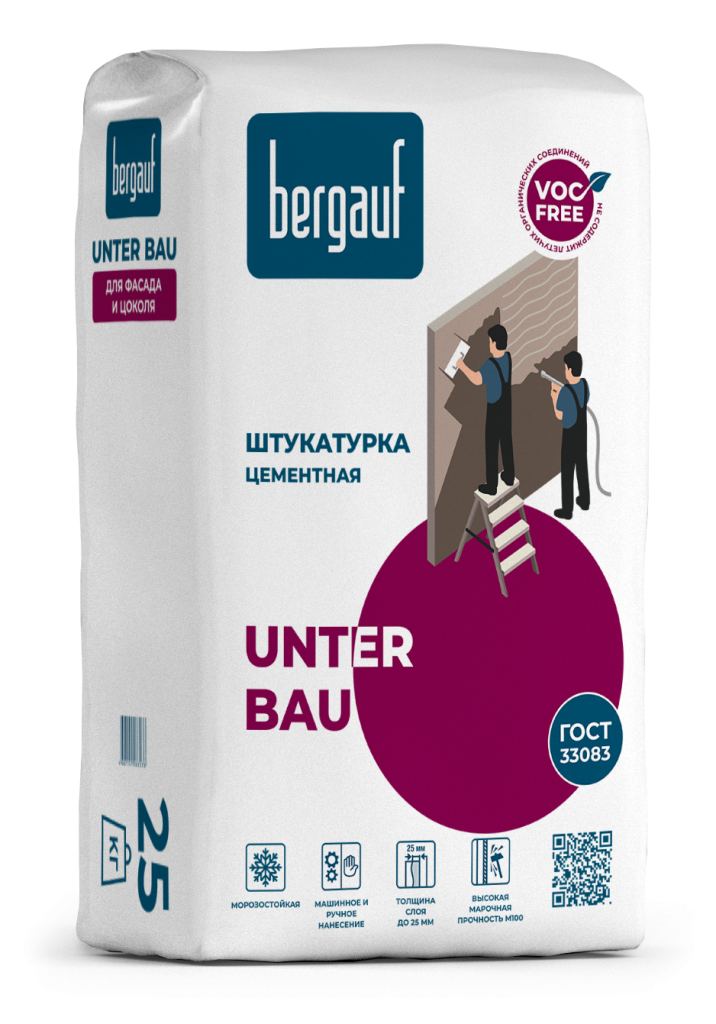 bergauf
UNTER BAU
ДЛЯ ФАСАДА
И ЦОКОЛЯ
25
КГ
bergauf
VOC
FREE
НЕ СОДЕРЖИТ ЛЕТУЧИХ ОРГАНИЧЕСКИХ СОЕДИНЕНИЙ
ШТУКАТУРКА
ЦЕМЕНТНАЯ
UNTER
BAU
ГОСТ
33083
25 ММ
МОРОЗОСТОЙКАЯ
МАШИННОЕ И
РУЧНОЕ
НАНЕСЕНИЕ
ТОЛЩИНА
СЛОЯ
ДО 25 ММ
ВЫСОКАЯ
МАРОЧНАЯ
ПРОЧНОСТЬ М100